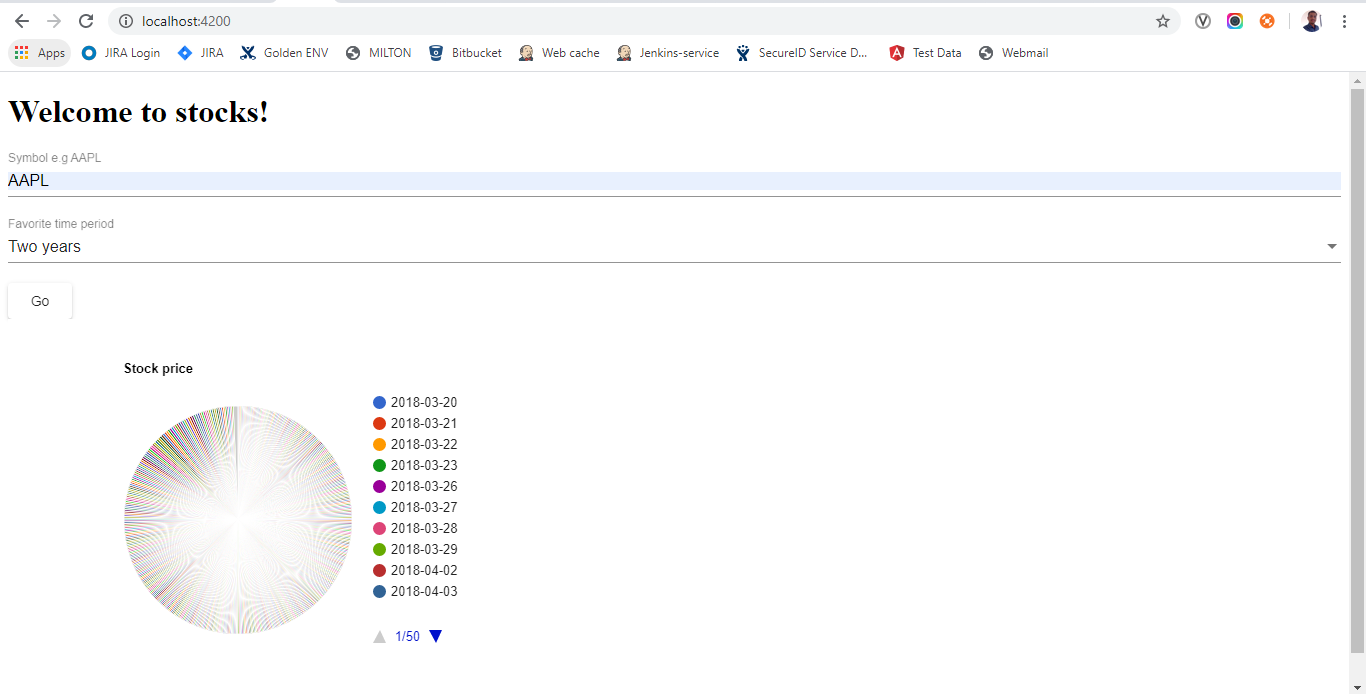 localhost:4200
Apps JIRA Login JIRA Golden ENV MILTON Bitbucket Web cache Jenkins-service SecureID Service D... Test Data Webmail
Welcome to stocks!
Symbol e.g AAPL
AAPL
Favorite time period
Two years
Go
Stock price
2018-03-20
2018-03-21
2018-03-22
2018-03-23
2018-03-26
2018-03-27
2018-03-28
2018-03-29
2018-04-02
2018-04-03
1/50